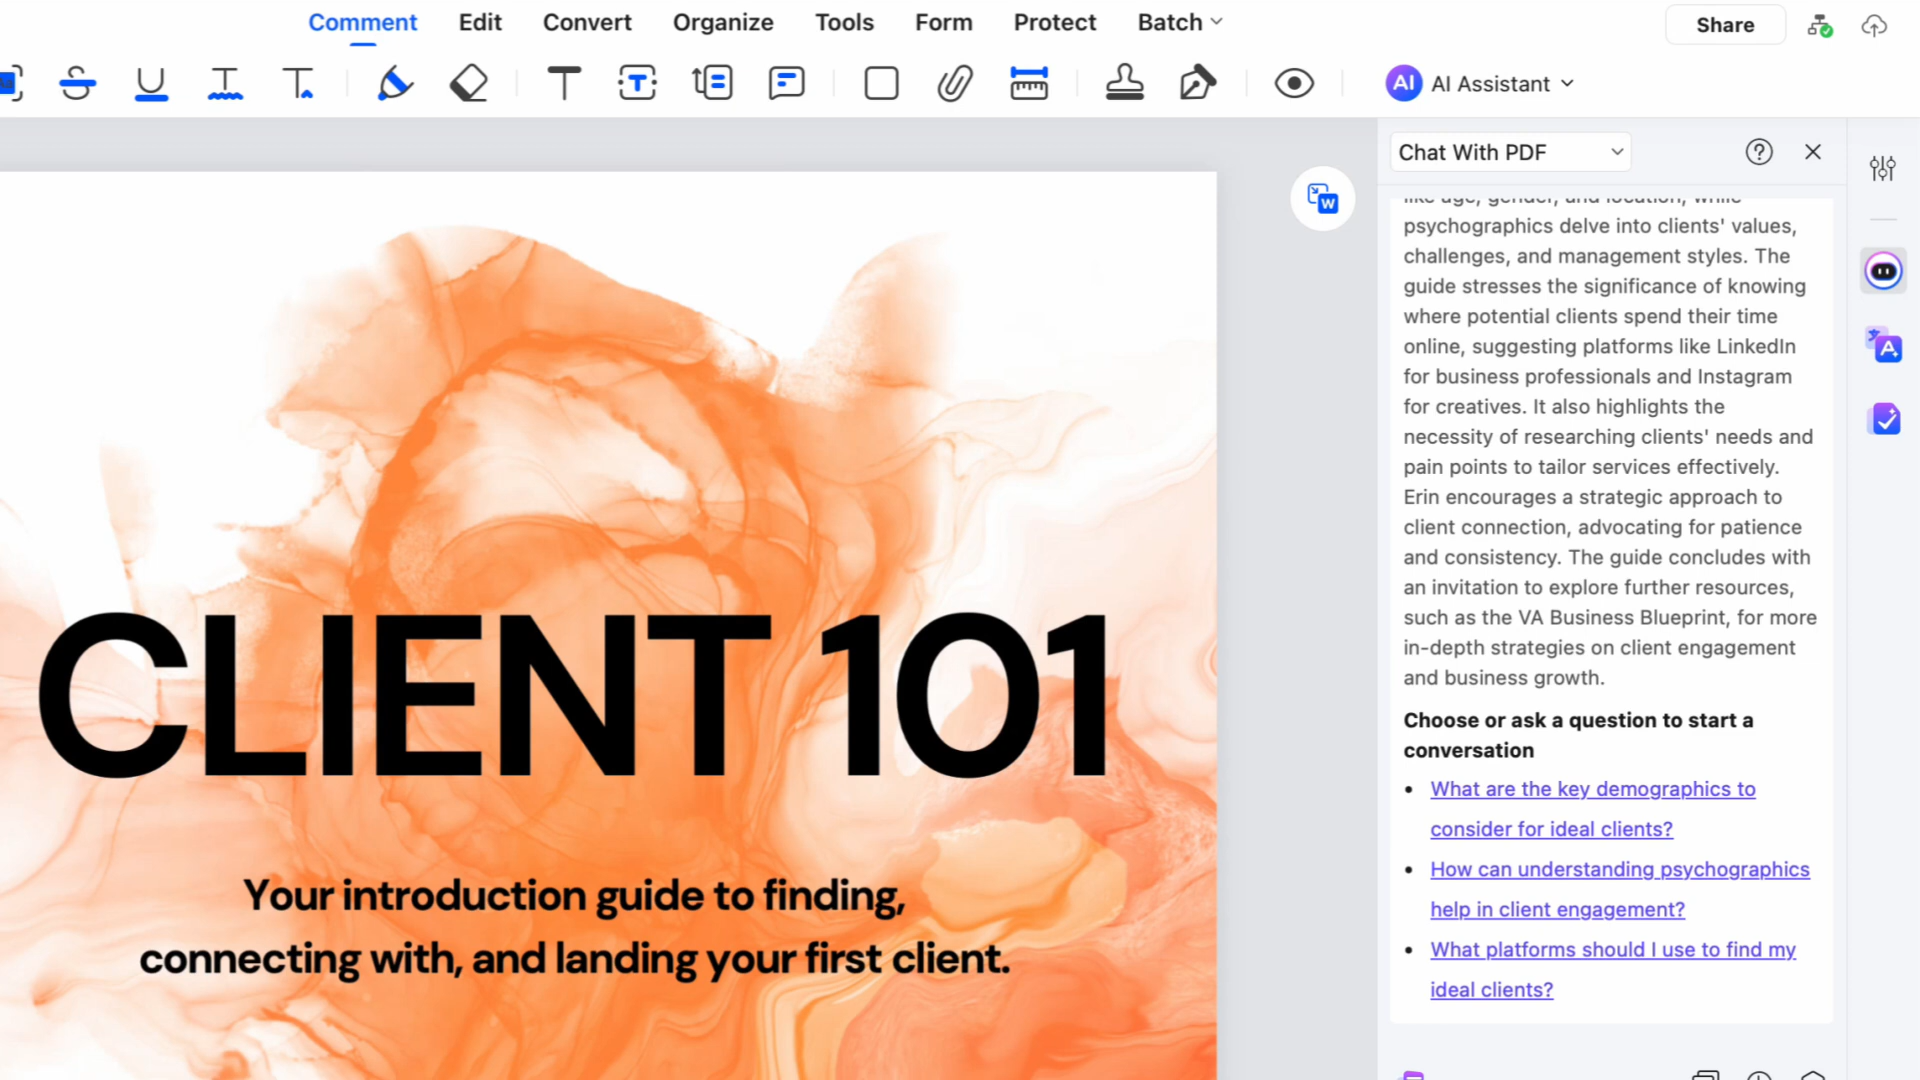 Comment Edit Convert Organize Tools Form Protect Batch Share
AI AI Assistant
Chat With PDF
W
like age, gender, and location, while
psychographics delve into clients' values,
challenges, and management styles. The
guide stresses the significance of knowing
where potential clients spend their time
online, suggesting platforms like LinkedIn
for business professionals and Instagram
for creatives. It also highlights the
necessity of researching clients' needs and
pain points to tailor services effectively.
Erin encourages a strategic approach to
client connection, advocating for patience
and consistency. The guide concludes with
an invitation to explore further resources,
such as the VA Business Blueprint, for more
in-depth strategies on client engagement
and business growth.
Choose or ask a question to start a
conversation
What are the key demographics to
consider for ideal clients?
How can understanding psychographics
help in client engagement?
What platforms should I use to find my
ideal clients?
CLIENT 101
Your introduction guide to finding,
connecting with, and landing your first client.